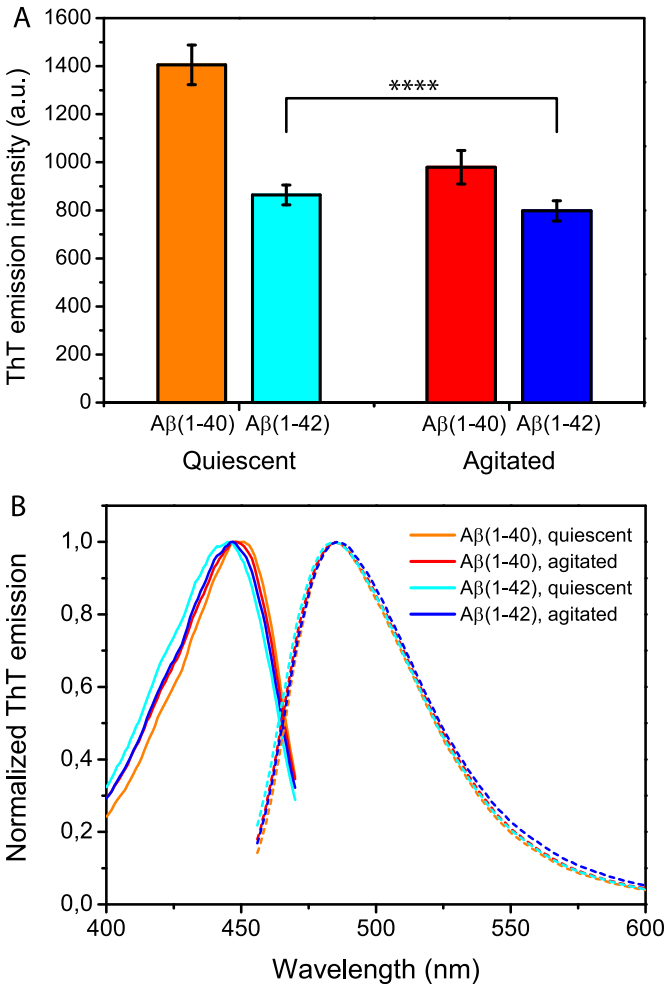 A
ThT emission intensity (a.u.)
1600
1400
1200
1000
800
600
400
200
0
****
Aβ(1-40) Aβ(1-42) Aβ(1-40) Aβ(1-42)
Quiescent Agitated
B
Normalized ThT emission
1,0
0,8
0,6
0,4
0,2
0,0
Aβ(1-40), quiescent
Aβ(1-40), agitated
Aβ(1-42), quiescent
Aβ(1-42), agitated
400 450 500 550 600
Wavelength (nm)